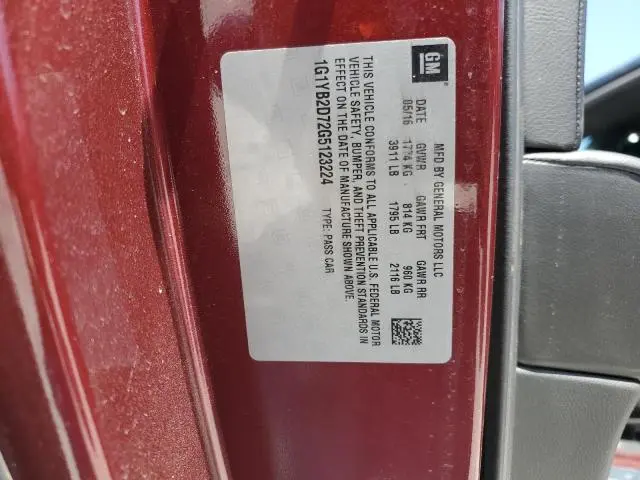 GM
MFD BY GENERAL MOTORS LLC
DATE GVWR GAWR FRT GAWR RR
05/16 1774 KG 814 KG 960 KG
3911 LB 1795 LB 2116 LB
THIS VEHICLE CONFORMS TO ALL APPLICABLE U.S. FEDERAL MOTOR
VEHICLE SAFETY, BUMPER, AND THEFT PREVENTION STANDARDS IN
EFFECT ON THE DATE OF MANUFACTURE SHOWN ABOVE.
1G1YB2D72G5123224 TYPE: PASS CAR